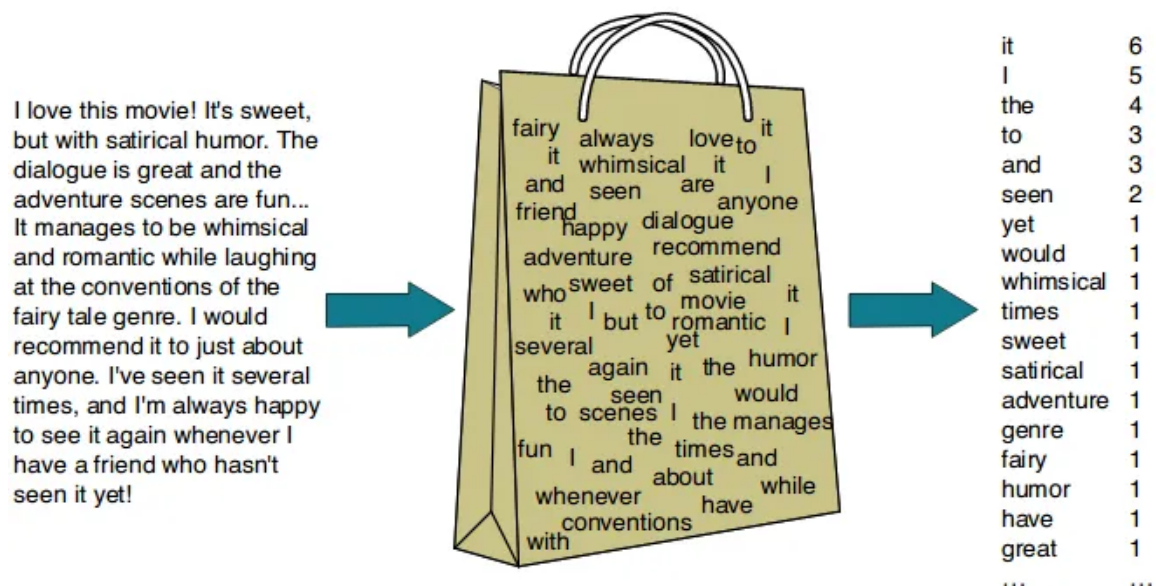 I love this movie! It's sweet,
but with satirical humor. The
dialogue is great and the
adventure scenes are fun...
It manages to be whimsical
and romantic while laughing
at the conventions of the
fairy tale genre. I would
recommend it to just about
anyone. I've seen it several
times, and I'm always happy
to see it again whenever I
have a friend who hasn't
seen it yet!
fairy always love to it
it whimsical it I
and seen are anyone
friend happy dialogue
adventure recommend
who sweet of satirical
it I but to movie it
romantic I
several yet
again it the humor
the seen would
to scenes I the manages
fun the times and
I and about
whenever have while
conventions
with
it 6
I 5
the 4
to 3
and 3
seen 2
yet 1
would 1
whimsical 1
times 1
sweet 1
satirical 1
adventure 1
genre 1
fairy 1
humor 1
have 1
great 1
... ...